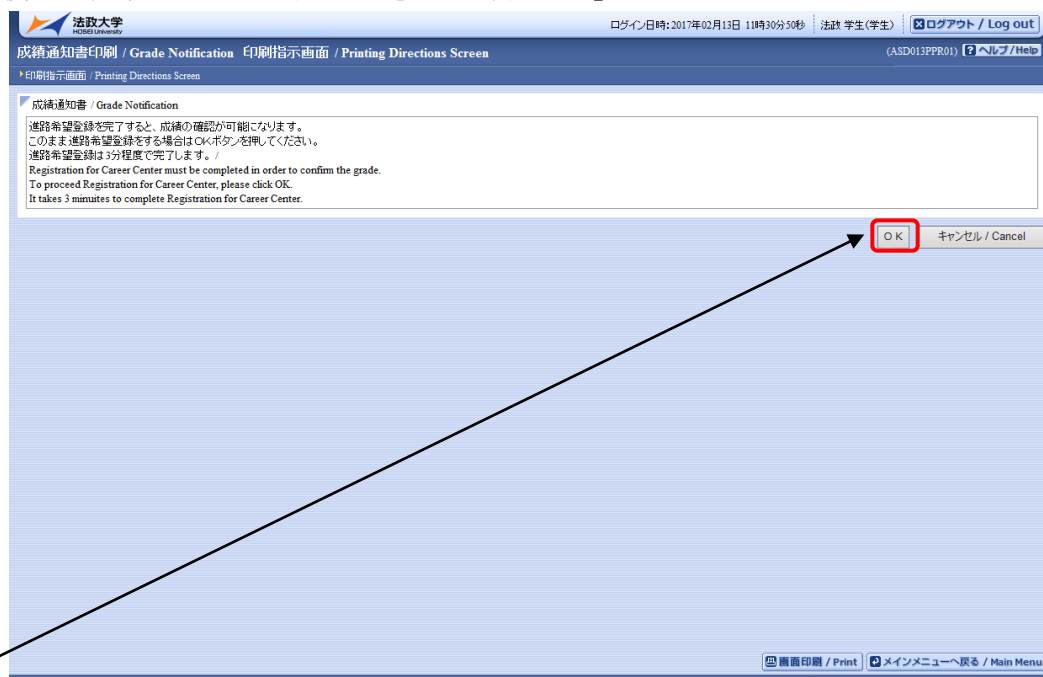 法政大学
HOSEI University
ログイン日時:2017年02月13日 11時30分50秒
法政 学生(学生)
ログアウト / Log out
成績通知書印刷 / Grade Notification 印刷指示画面 / Printing Directions Screen
(ASD013PPR01)
ヘルプ/Help
印刷指示画面 / Printing Directions Screen
成績通知書 / Grade Notification
進路希望登録を完了すると、成績の確認が可能になります。
このまま進路希望登録をする場合はOKボタンを押してください。
進路希望登録は3分程度で完了します。/
Registration for Career Center must be completed in order to confirm the grade.
To proceed Registration for Career Center, please click OK.
It takes 3 minuites to complete Registration for Career Center.
OK
キャンセル / Cancel
画面印刷 / Print
メインメニューへ戻る / Main Menu